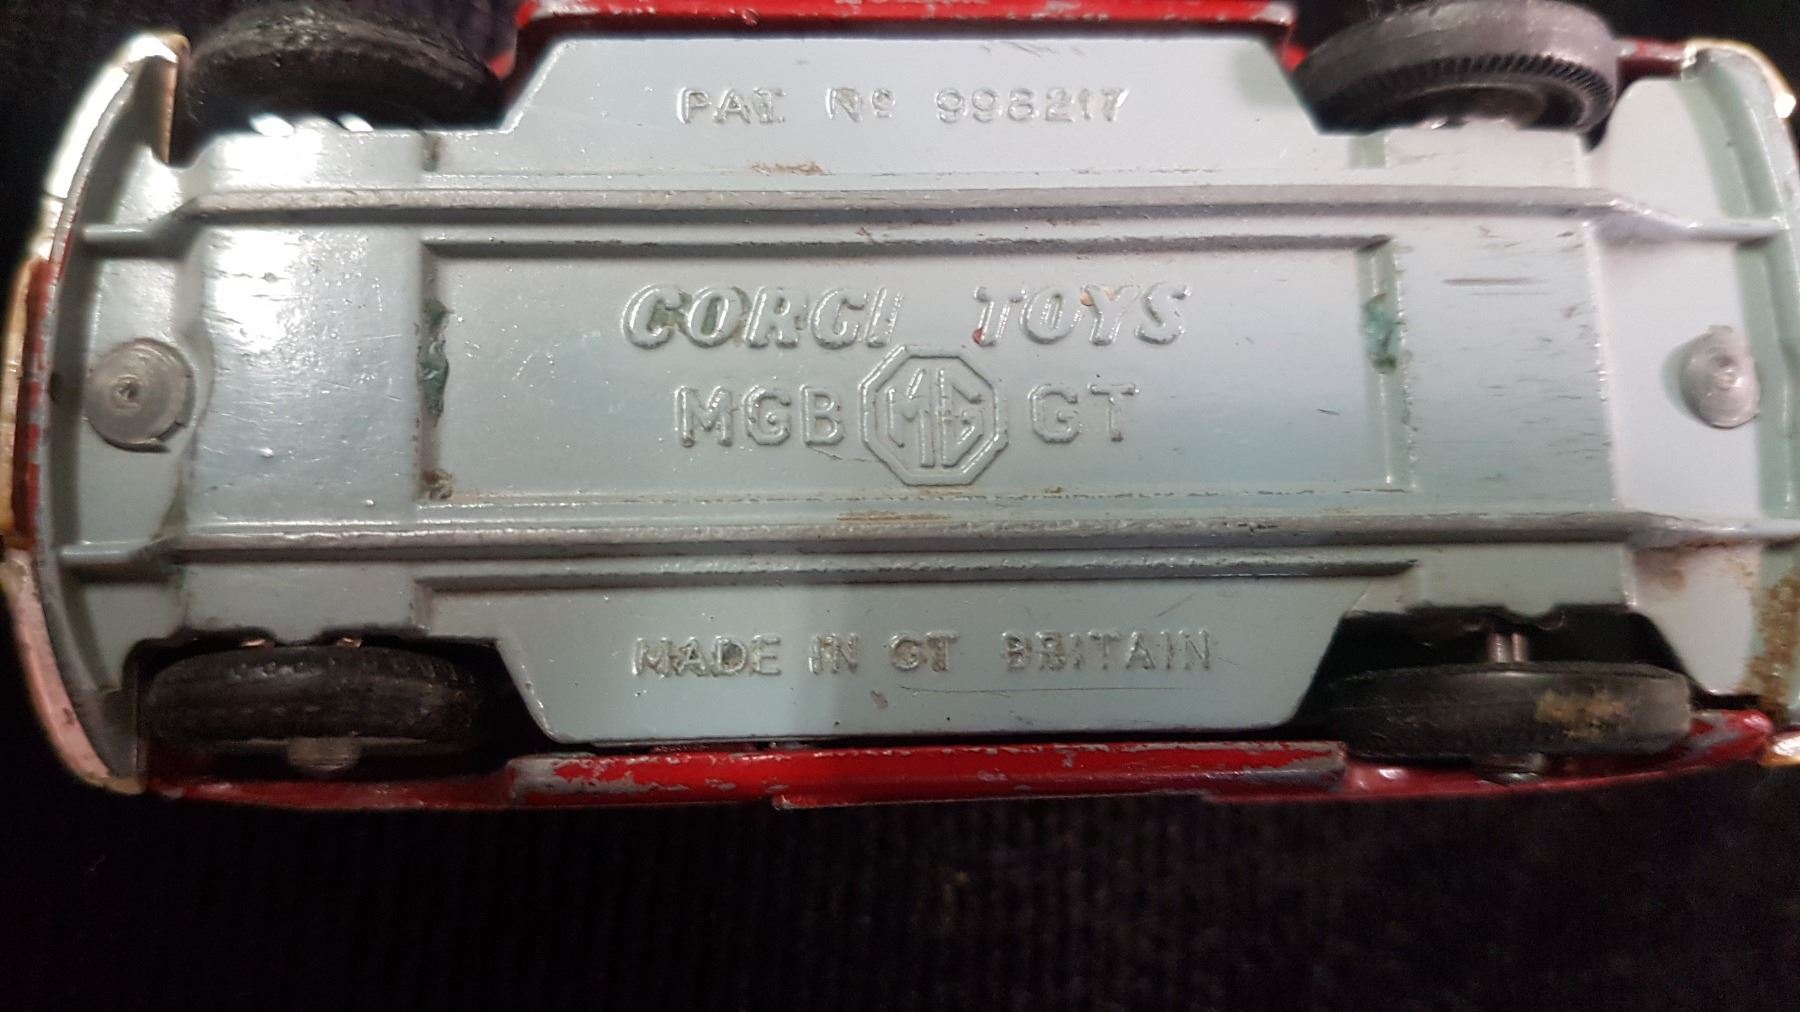 PAT. Nº 998217
CORGI TOYS
MGB MG GT
MADE IN GT BRITAIN